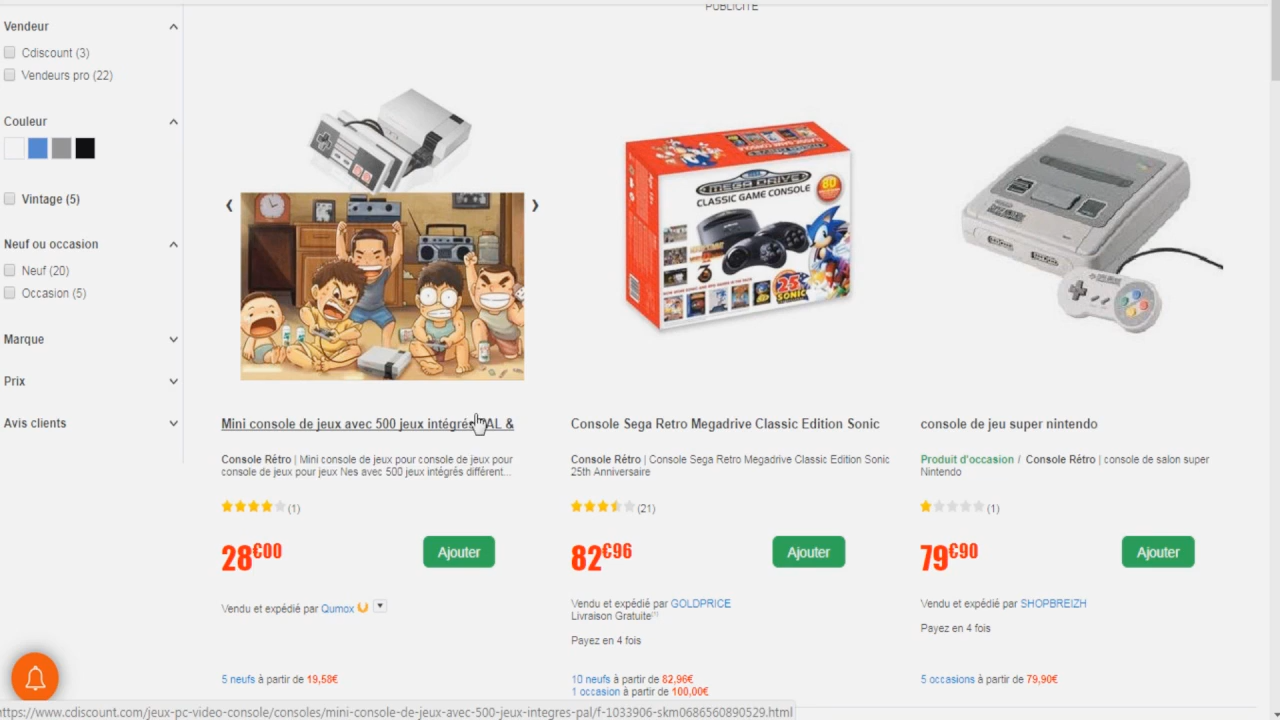 PUBLICITÉ
Vendeur
Cdiscount (3)
Vendeurs pro (22)
Couleur
Vintage (5)
Neuf ou occasion
Neuf (20)
Occasion (5)
Marque
Prix
Avis clients
MEGA DRIVE
CLASSIC GAME CONSOLE
80
25
SONIC
Mini console de jeux avec 500 jeux intégrés PAL &
Console Rétro | Mini console de jeux pour console de jeux pour
console de jeux pour jeux Nes avec 500 jeux intégrés différent...
(1)
28€00
Ajouter
Vendu et expédié par Qumox
5 neufs à partir de 19,58€
Console Sega Retro Megadrive Classic Edition Sonic
Console Rétro | Console Sega Retro Megadrive Classic Edition Sonic
25th Anniversaire
(21)
82€96
Ajouter
Vendu et expédié par GOLDPRICE
Livraison Gratuite
Payez en 4 fois
10 neufs à partir de 82,96€
1 occasion à partir de 100,00€
console de jeu super nintendo
Produit d'occasion / Console Rétro | console de salon super
Nintendo
(1)
79€90
Ajouter
Vendu et expédié par SHOPBREIZH
Payez en 4 fois
5 occasions à partir de 79,90€
https://www.cdiscount.com/jeux-pc-video-console/consoles/mini-console-de-jeux-avec-500-jeux-integres-pal/f-1033906-skm0686560890529.html